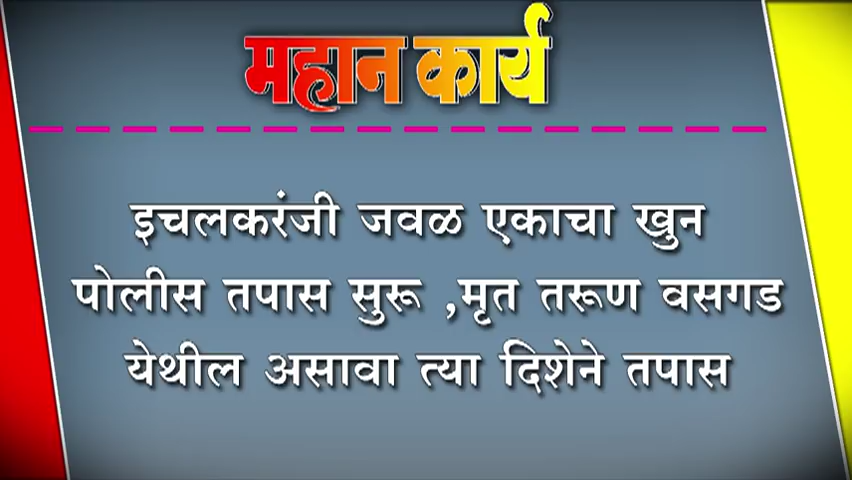 महान कार्य
इचलकरंजी जवळ एकाचा खुन
पोलीस तपास सुरू ,मृत तरूण वसगड
येथील असावा त्या दिशेने तपास